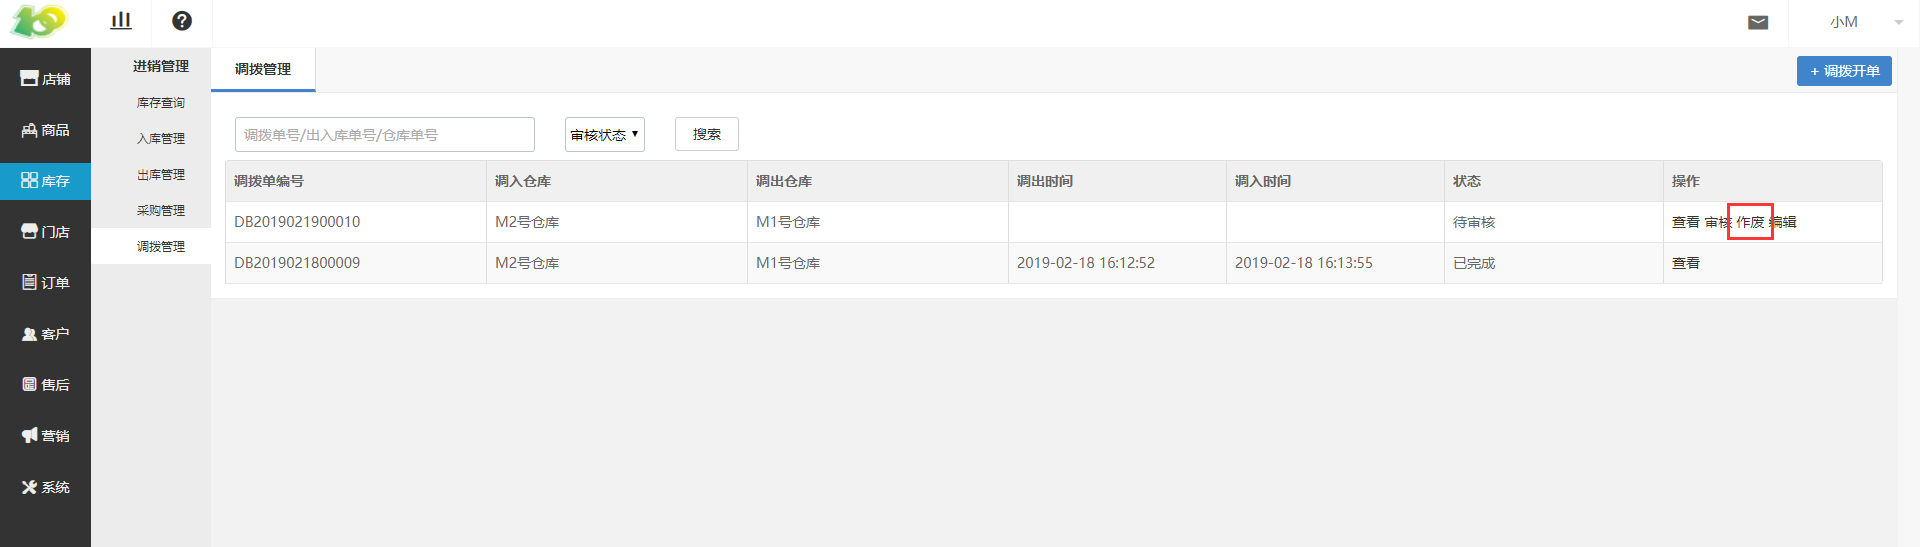 小M
店铺
商品
库存
门店
订单
客户
售后
营销
系统
进销管理
库存查询
入库管理
出库管理
采购管理
调拨管理
调拨管理
+ 调拨开单
调拨单号/出入库单号/仓库单号 审核状态 搜索
调拨单编号 调入仓库 调出仓库 调出时间 调入时间 状态 操作
DB2019021900010 M2号仓库 M1号仓库 待审核 查看 审核 作废 编辑
DB2019021800009 M2号仓库 M1号仓库 2019-02-18 16:12:52 2019-02-18 16:13:55 已完成 查看